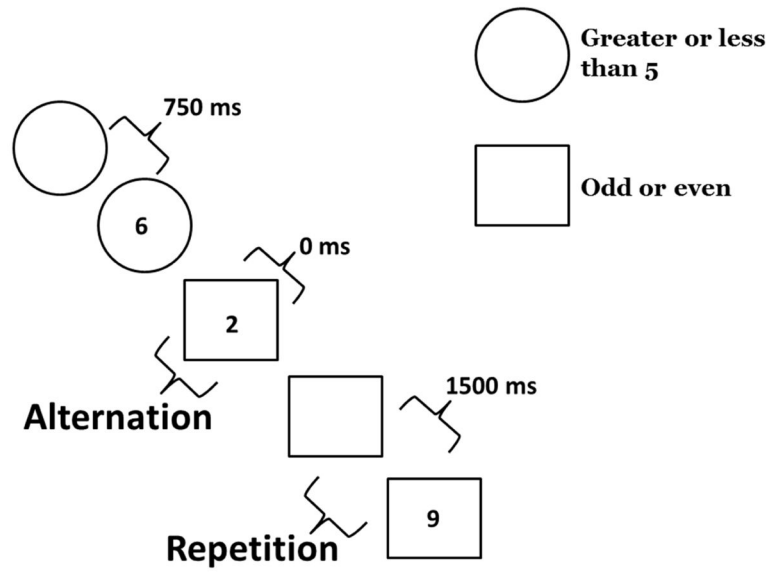 Greater or less
than 5
750 ms
Odd or even
6
0 ms
2
1500 ms
Alternation
9
Repetition